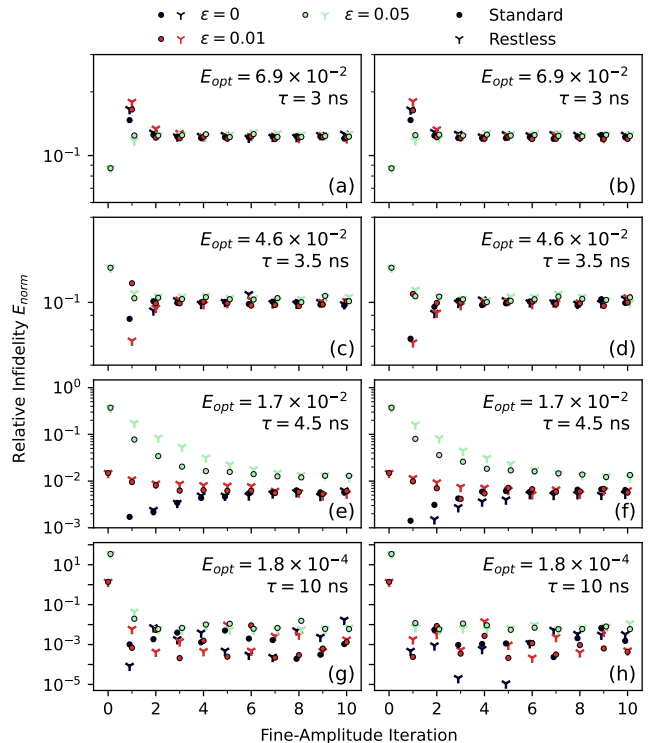 ε = 0
ε = 0.05
Standard
ε = 0.01
Restless
E_opt = 6.9 × 10⁻²
τ = 3 ns
10⁻¹
(a)
E_opt = 6.9 × 10⁻²
τ = 3 ns
(b)
E_opt = 4.6 × 10⁻²
τ = 3.5 ns
10⁻¹
(c)
E_opt = 4.6 × 10⁻²
τ = 3.5 ns
(d)
Relative Infidelity E_norm
10⁰
10⁻¹
10⁻²
10⁻³
E_opt = 1.7 × 10⁻²
τ = 4.5 ns
(e)
E_opt = 1.7 × 10⁻²
τ = 4.5 ns
(f)
10¹
10⁻¹
10⁻³
10⁻⁵
E_opt = 1.8 × 10⁻⁴
τ = 10 ns
(g)
E_opt = 1.8 × 10⁻⁴
τ = 10 ns
(h)
0 2 4 6 8 10
0 2 4 6 8 10
Fine-Amplitude Iteration